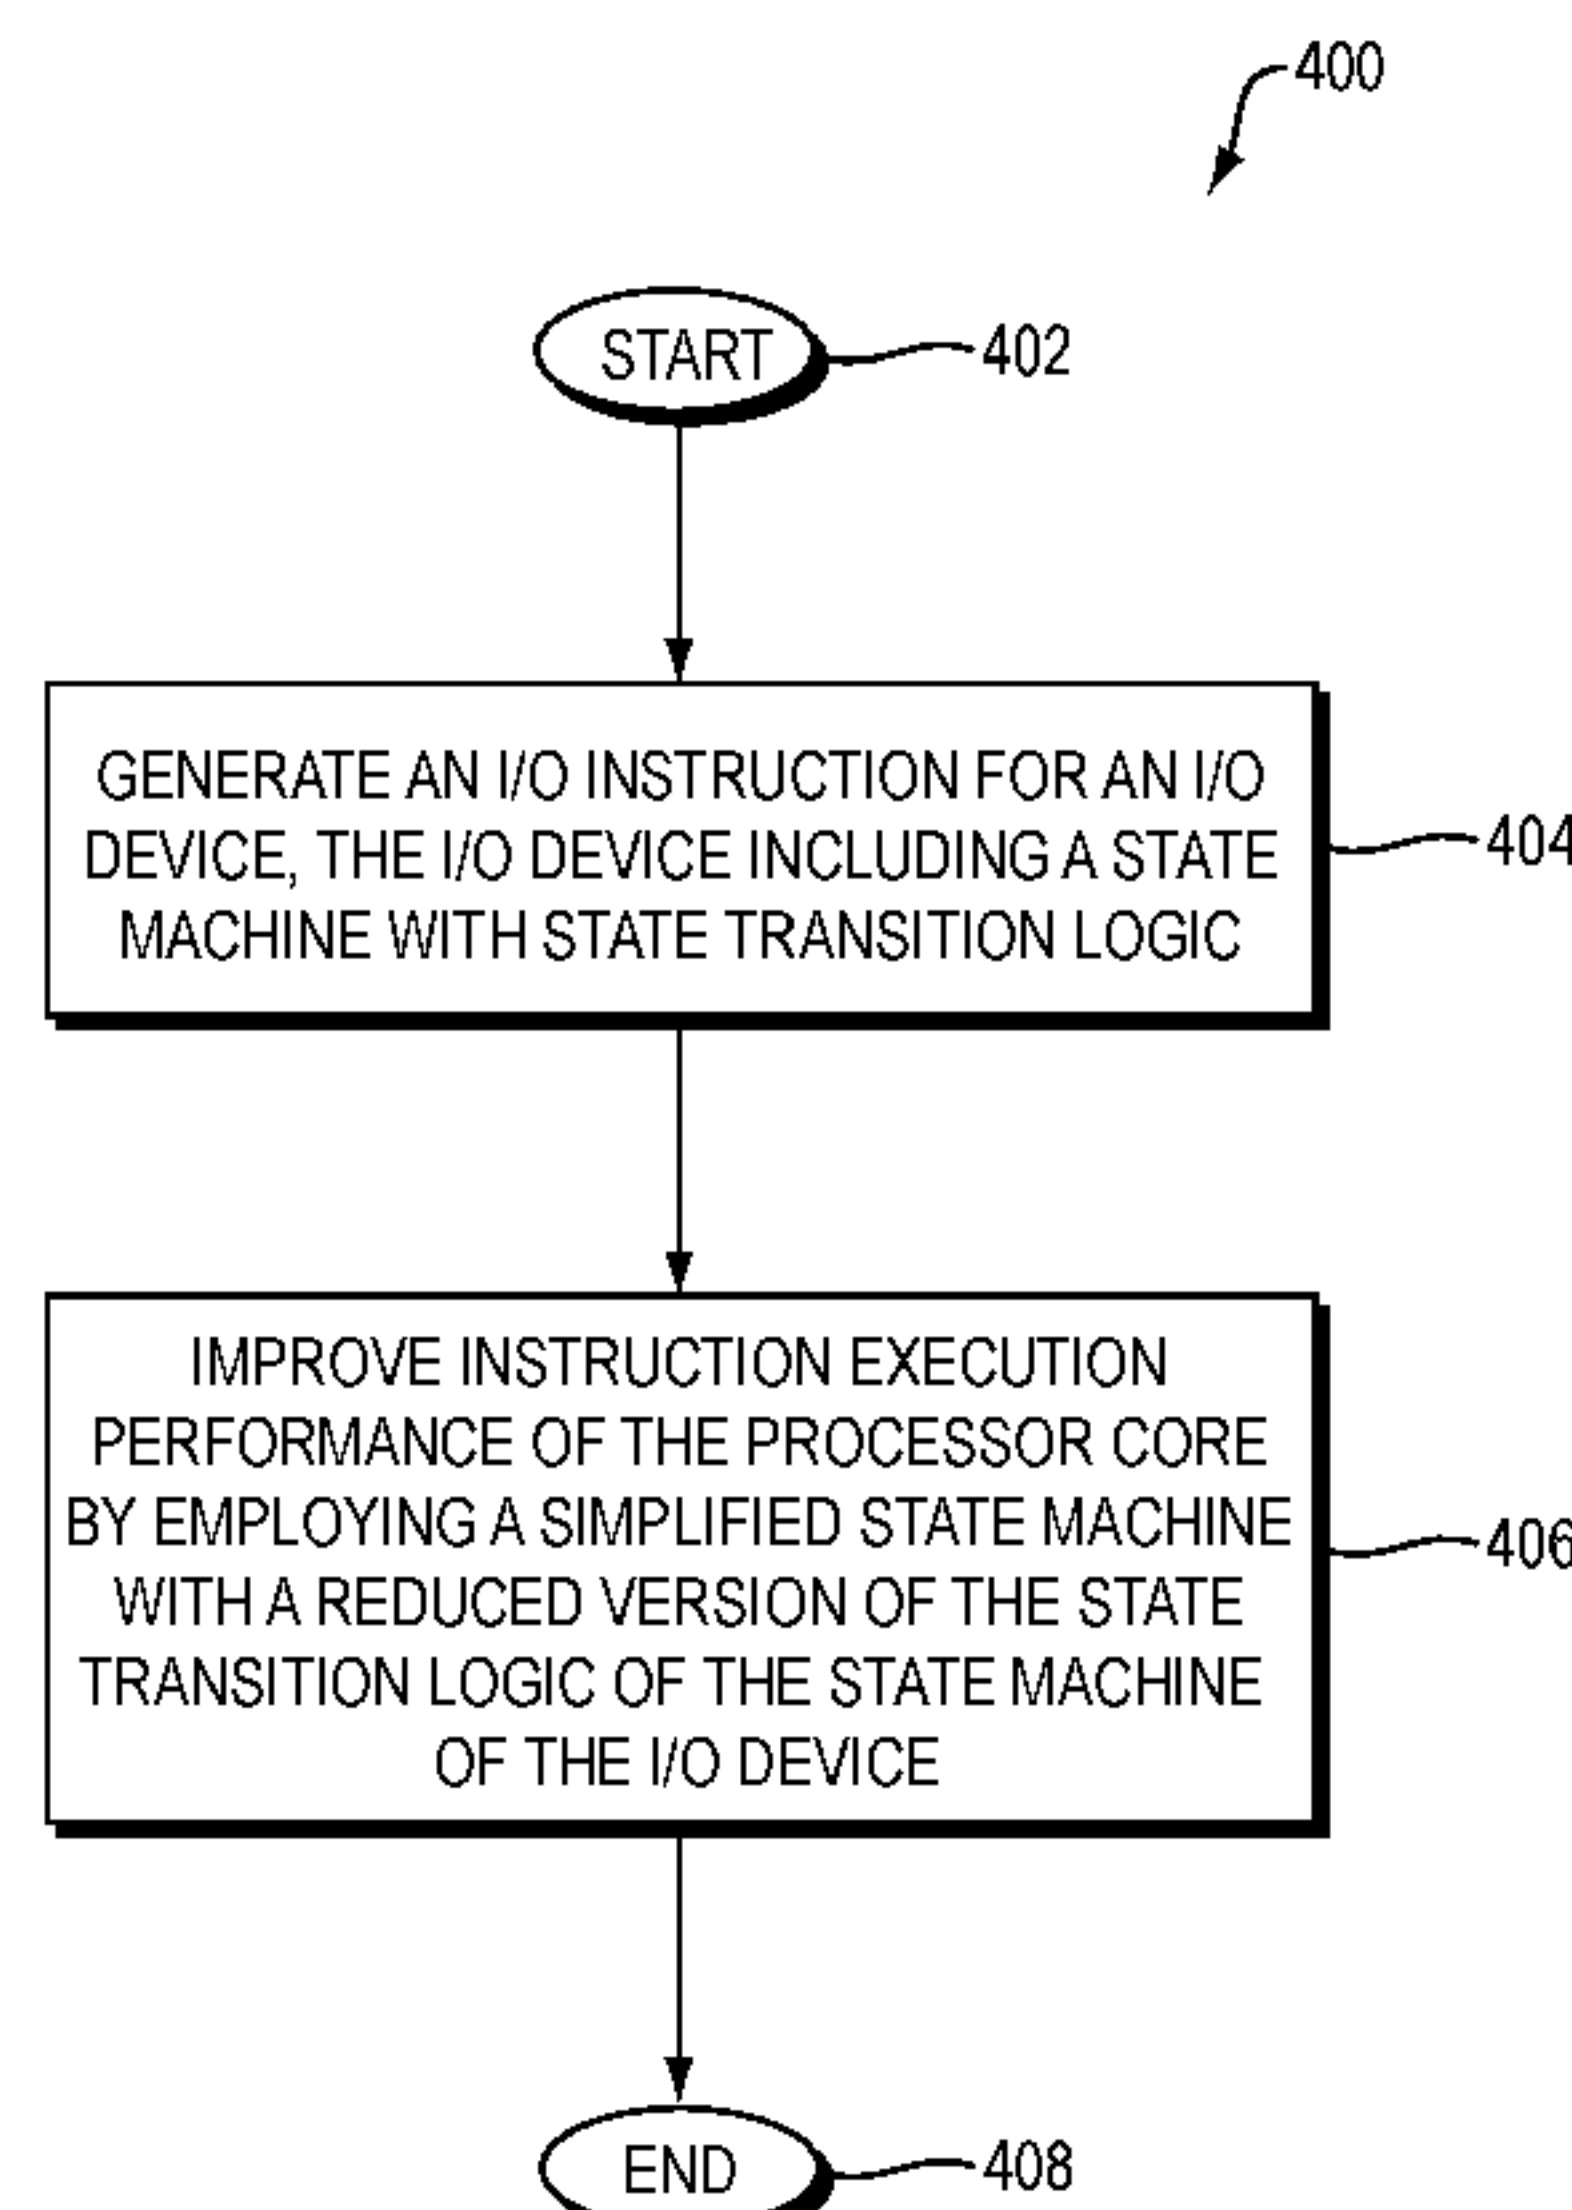 400
START
402
GENERATE AN I/O INSTRUCTION FOR AN I/O
DEVICE, THE I/O DEVICE INCLUDING A STATE
MACHINE WITH STATE TRANSITION LOGIC
404
IMPROVE INSTRUCTION EXECUTION
PERFORMANCE OF THE PROCESSOR CORE
BY EMPLOYING A SIMPLIFIED STATE MACHINE
WITH A REDUCED VERSION OF THE STATE
TRANSITION LOGIC OF THE STATE MACHINE
OF THE I/O DEVICE
406
END
408